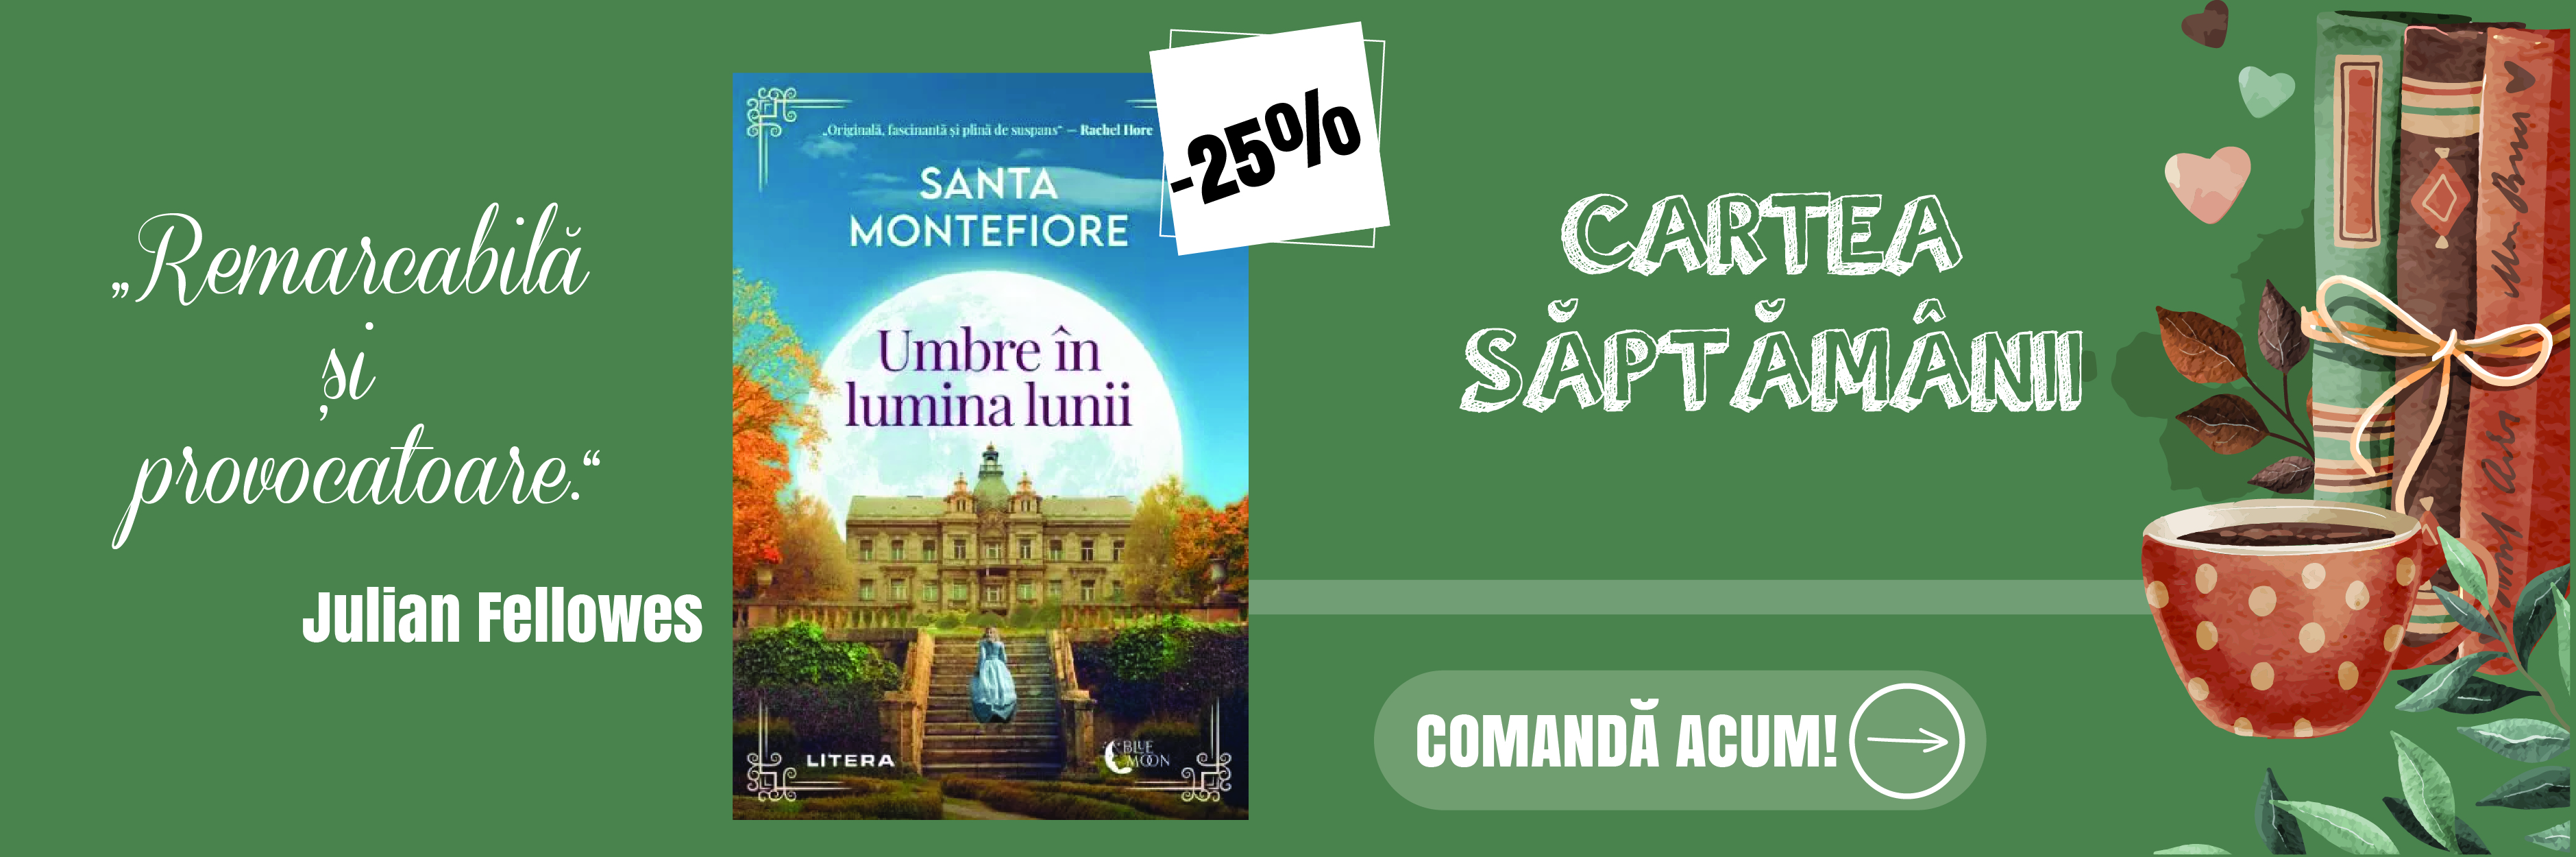 „Remarcabilă
și
provocatoare.“
Julian Fellowes
„Originală, fascinantă și plină de suspans“ — Rachel Hore
SANTA
MONTEFIORE
Umbre în
lumina lunii
LITERA
BLUE
MOON
-25%
CARTEA
SĂPTĂMÂNII
COMANDĂ ACUM!